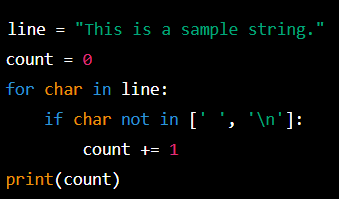 line = "This is a sample string."
count = 0
for char in line:
    if char not in [' ', '\n']:
        count += 1
print(count)